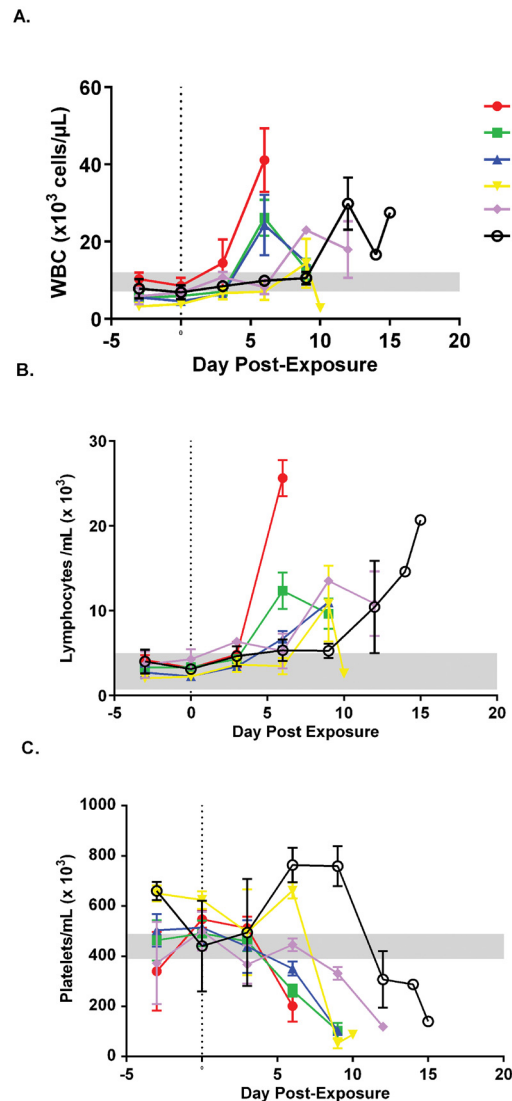 A.
60
40
20
0
WBC (x10³ cells/µL)
-5 0 5 10 15 20
Day Post-Exposure
B.
30
20
10
0
Lymphocytes /mL (x 10³)
-5 0 5 10 15 20
Day Post Exposure
C.
1000
800
600
400
200
0
Platelets/mL (x 10³)
-5 0 5 10 15 20
Day Post-Exposure